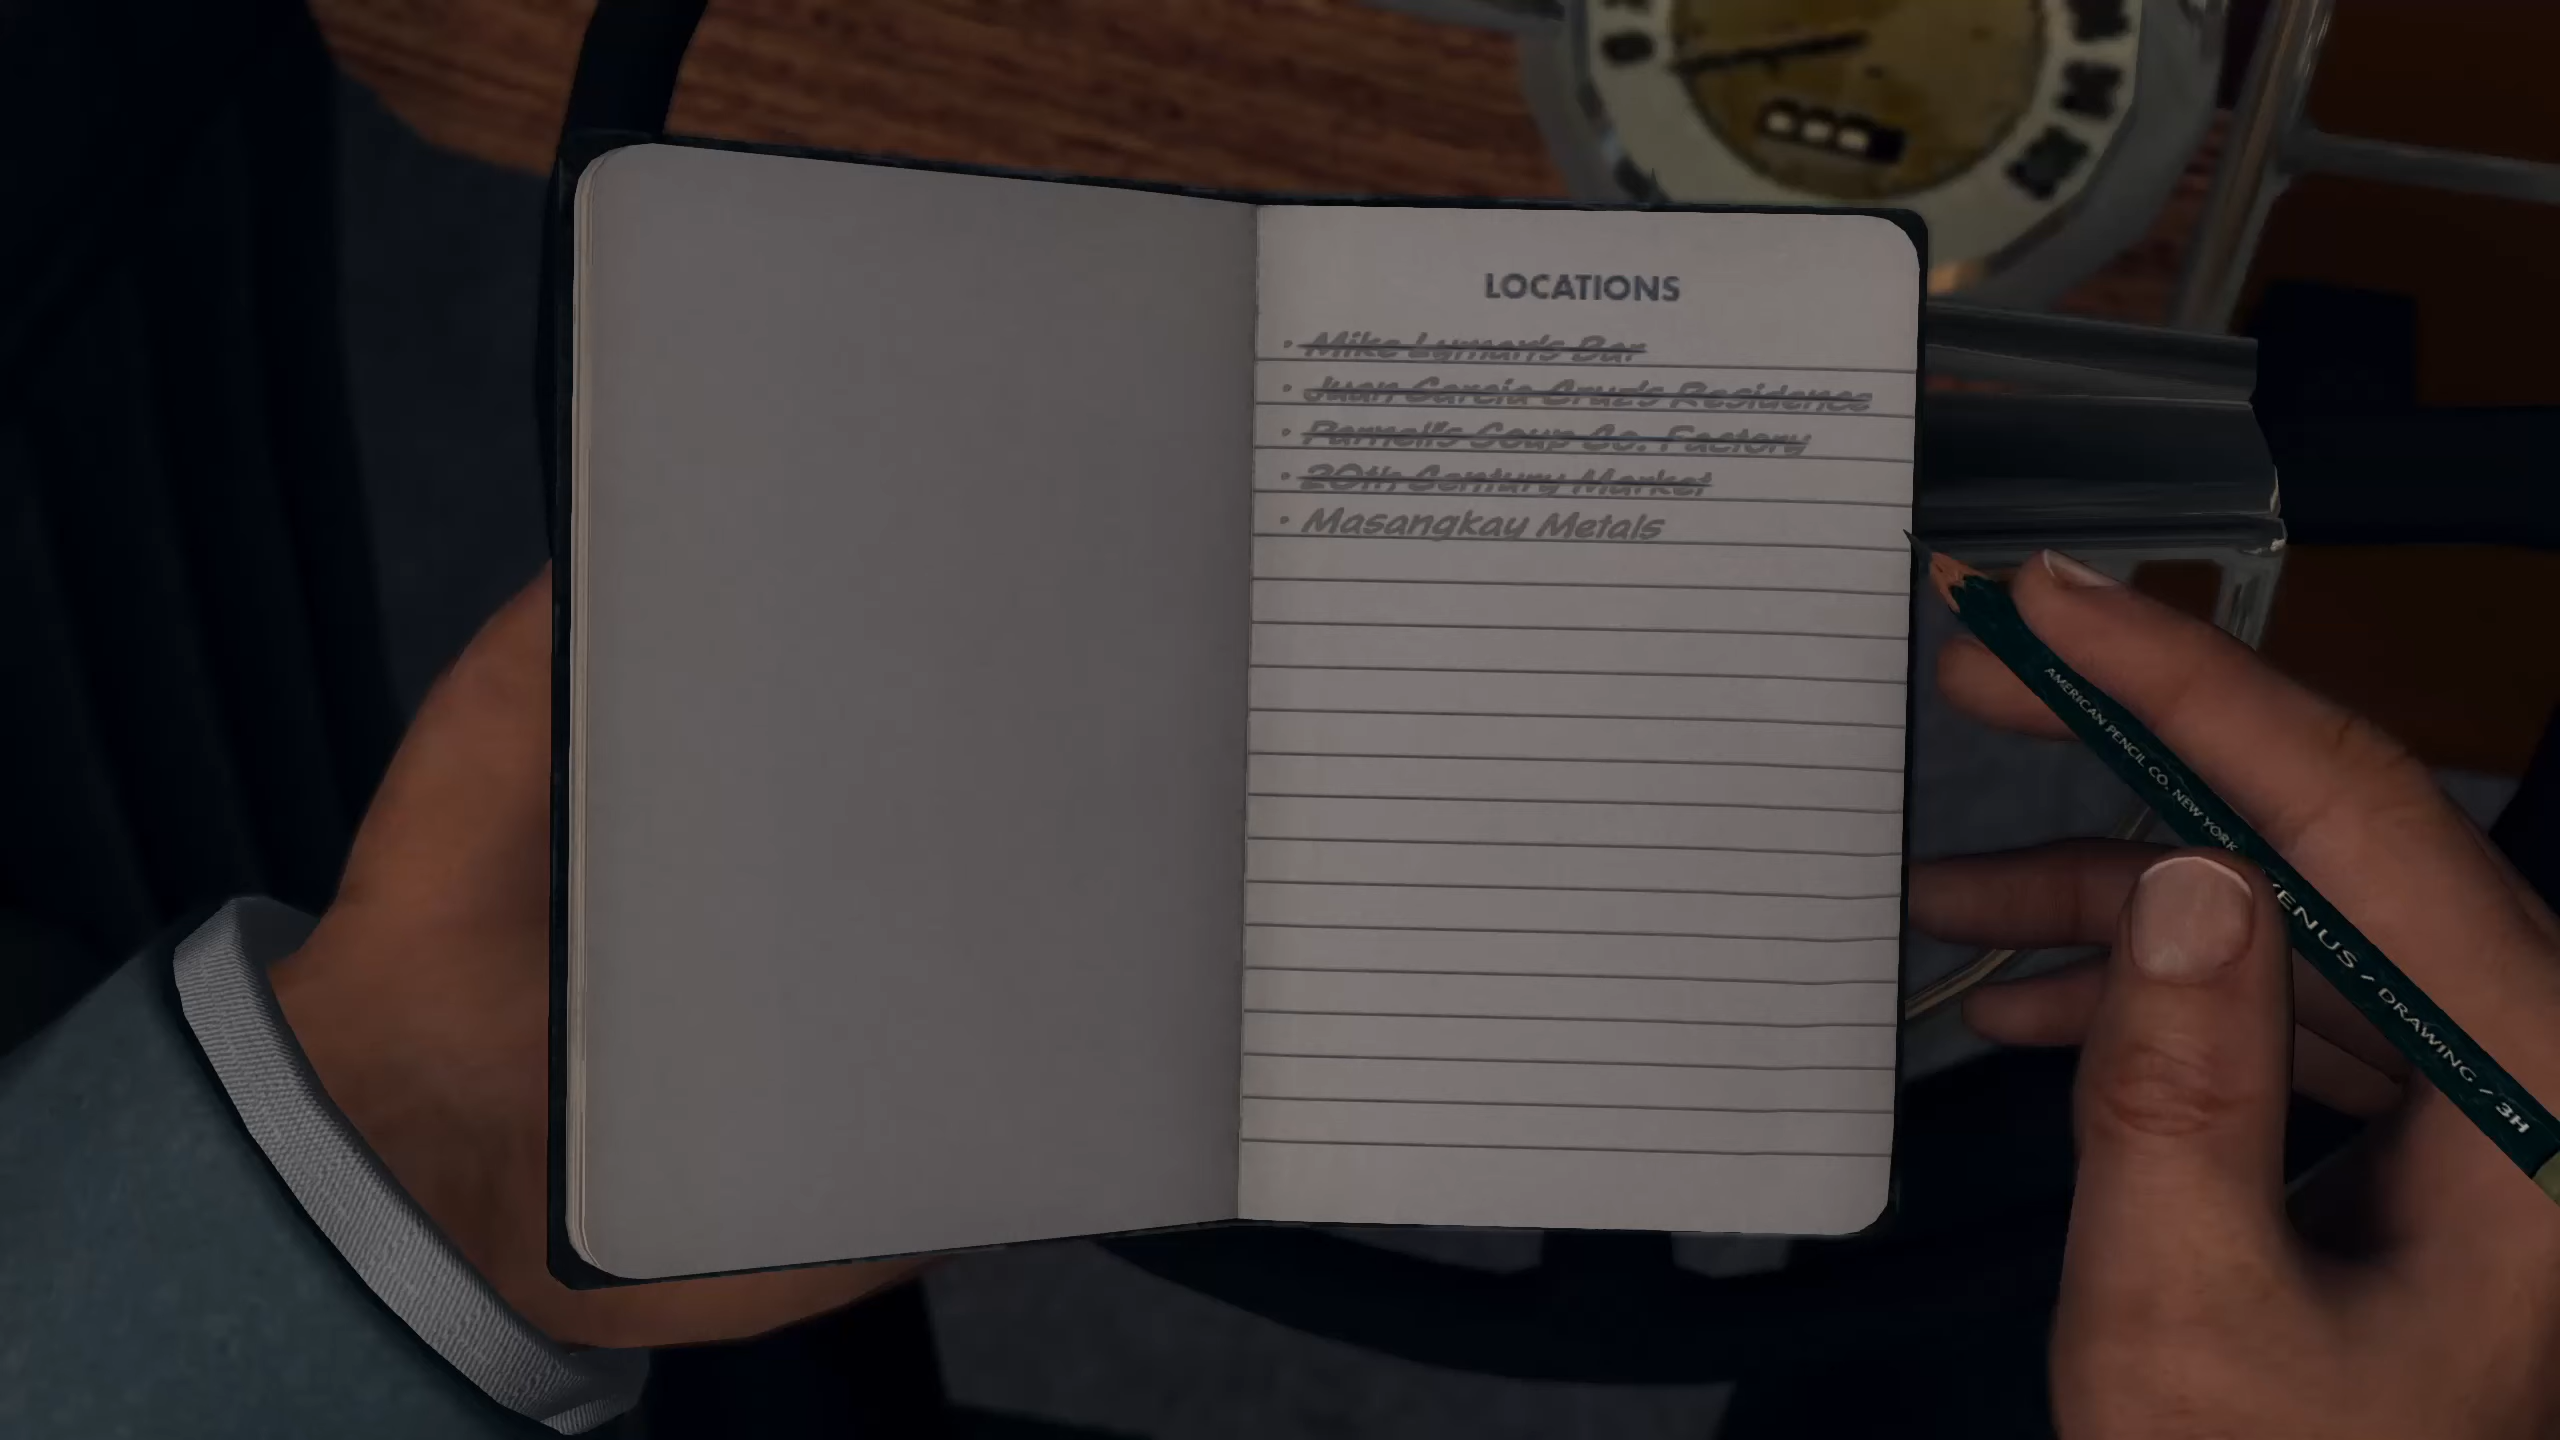 LOCATIONS
• Mike Lyman's Bar
• Juan Garcia Cruz's Residence
• Parnell's Soup Co. Factory
• 20th Century Market
• Masangkay Metals
AMERICAN PENCIL CO. NEW YORK
VENUS / DRAWING / 3H